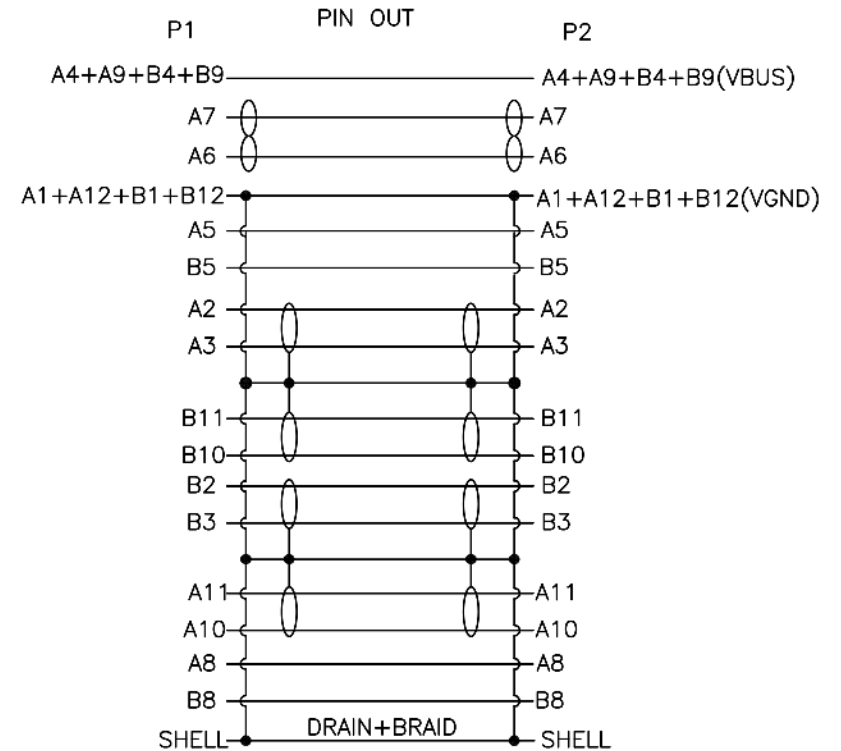 PIN OUT
P1 P2
A4+A9+B4+B9 A4+A9+B4+B9(VBUS)
A7 A7
A6 A6
A1+A12+B1+B12 A1+A12+B1+B12(VGND)
A5 A5
B5 B5
A2 A2
A3 A3
B11 B11
B10 B10
B2 B2
B3 B3
A11 A11
A10 A10
A8 A8
B8 B8
SHELL DRAIN+BRAID SHELL